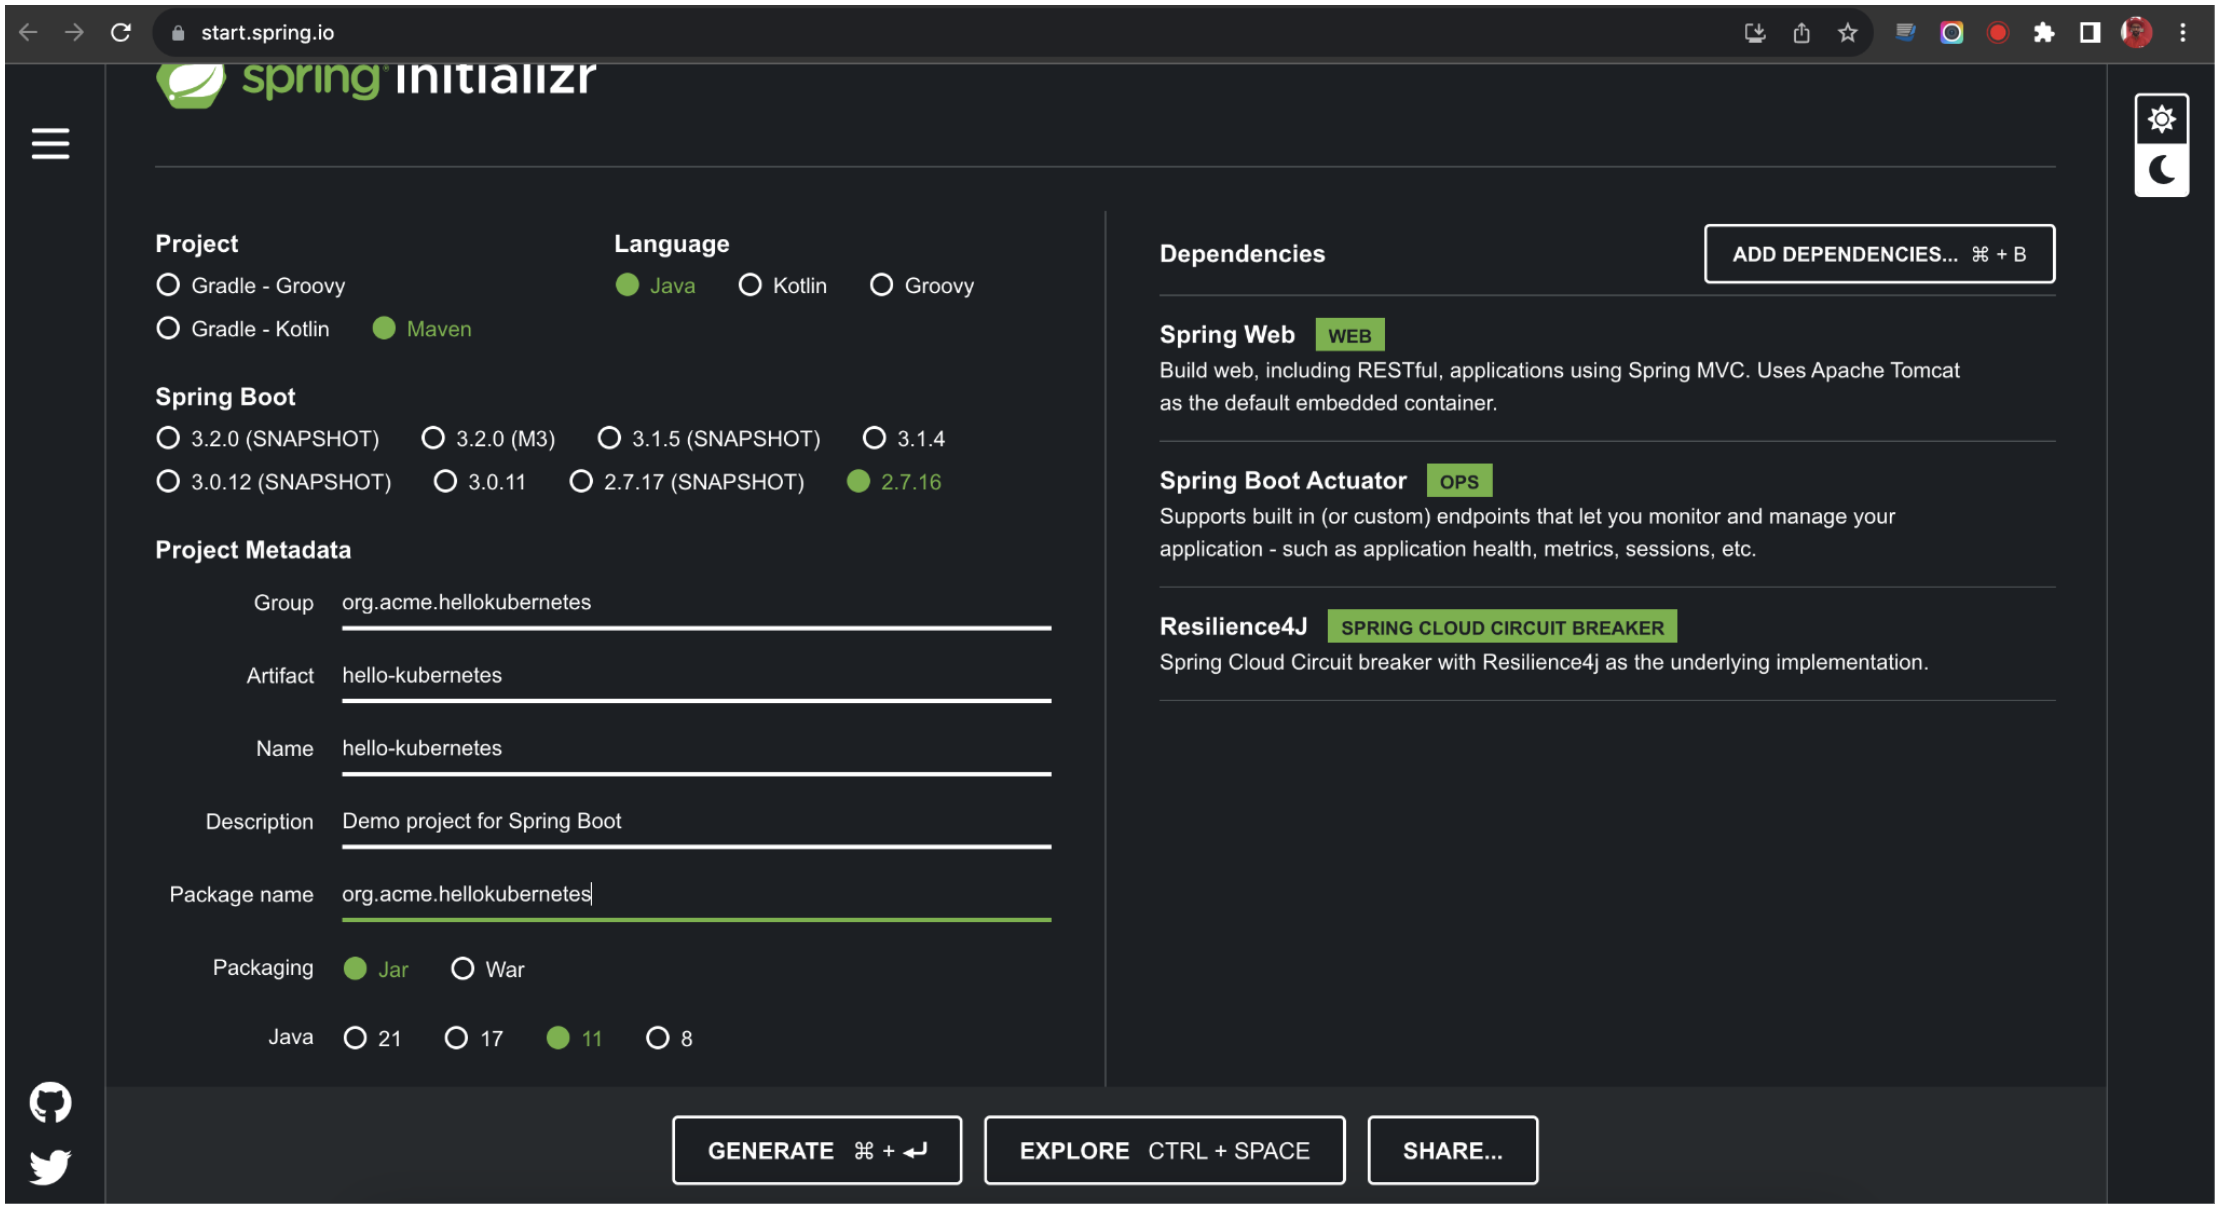 start.spring.io
spring initializr
Project
Gradle - Groovy
Gradle - Kotlin Maven
Language
Java Kotlin Groovy
Spring Boot
3.2.0 (SNAPSHOT) 3.2.0 (M3) 3.1.5 (SNAPSHOT) 3.1.4
3.0.12 (SNAPSHOT) 3.0.11 2.7.17 (SNAPSHOT) 2.7.16
Project Metadata
Group org.acme.hellokubernetes
Artifact hello-kubernetes
Name hello-kubernetes
Description Demo project for Spring Boot
Package name org.acme.hellokubernetes
Packaging Jar War
Java 21 17 11 8
Dependencies ADD DEPENDENCIES... ⌘ + B
Spring Web WEB
Build web, including RESTful, applications using Spring MVC. Uses Apache Tomcat
as the default embedded container.
Spring Boot Actuator OPS
Supports built in (or custom) endpoints that let you monitor and manage your
application - such as application health, metrics, sessions, etc.
Resilience4J SPRING CLOUD CIRCUIT BREAKER
Spring Cloud Circuit breaker with Resilience4j as the underlying implementation.
GENERATE ⌘ + ⏎ EXPLORE CTRL + SPACE SHARE...